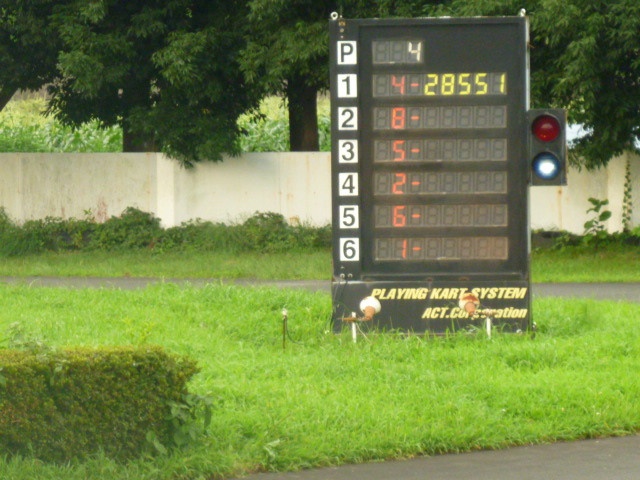 P 4
1 4-28551
2 8-
3 5-
4 2-
5 6-
6 1-
PLAYING KART SYSTEM
ACT.Corporation